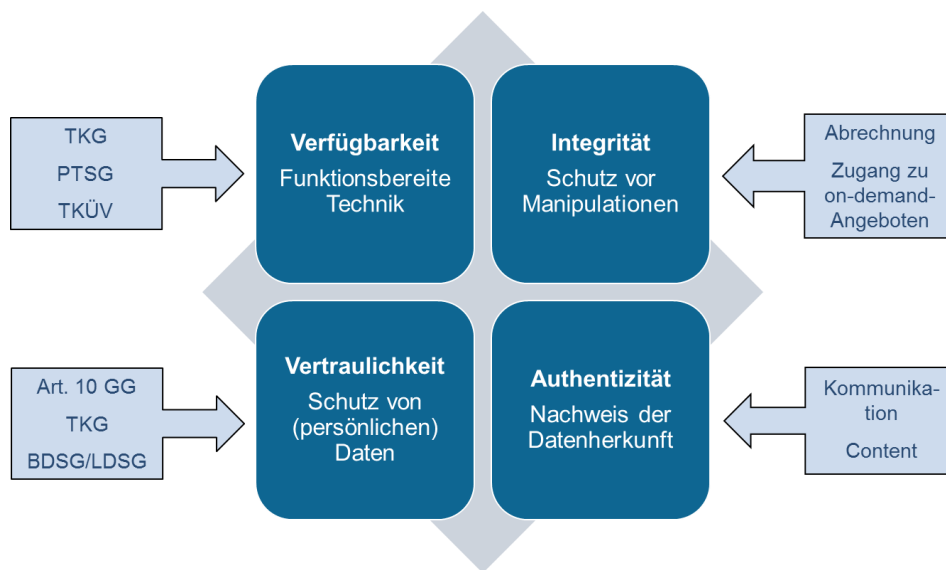 TKG
PTSG
TKÜV
Verfügbarkeit
Funktionsbereite
Technik
Integrität
Schutz vor
Manipulationen
Abrechnung
Zugang zu
on-demand-
Angeboten
Art. 10 GG
TKG
BDSG/LDSG
Vertraulichkeit
Schutz von
(persönlichen)
Daten
Authentizität
Nachweis der
Datenherkunft
Kommunika-
tion
Content